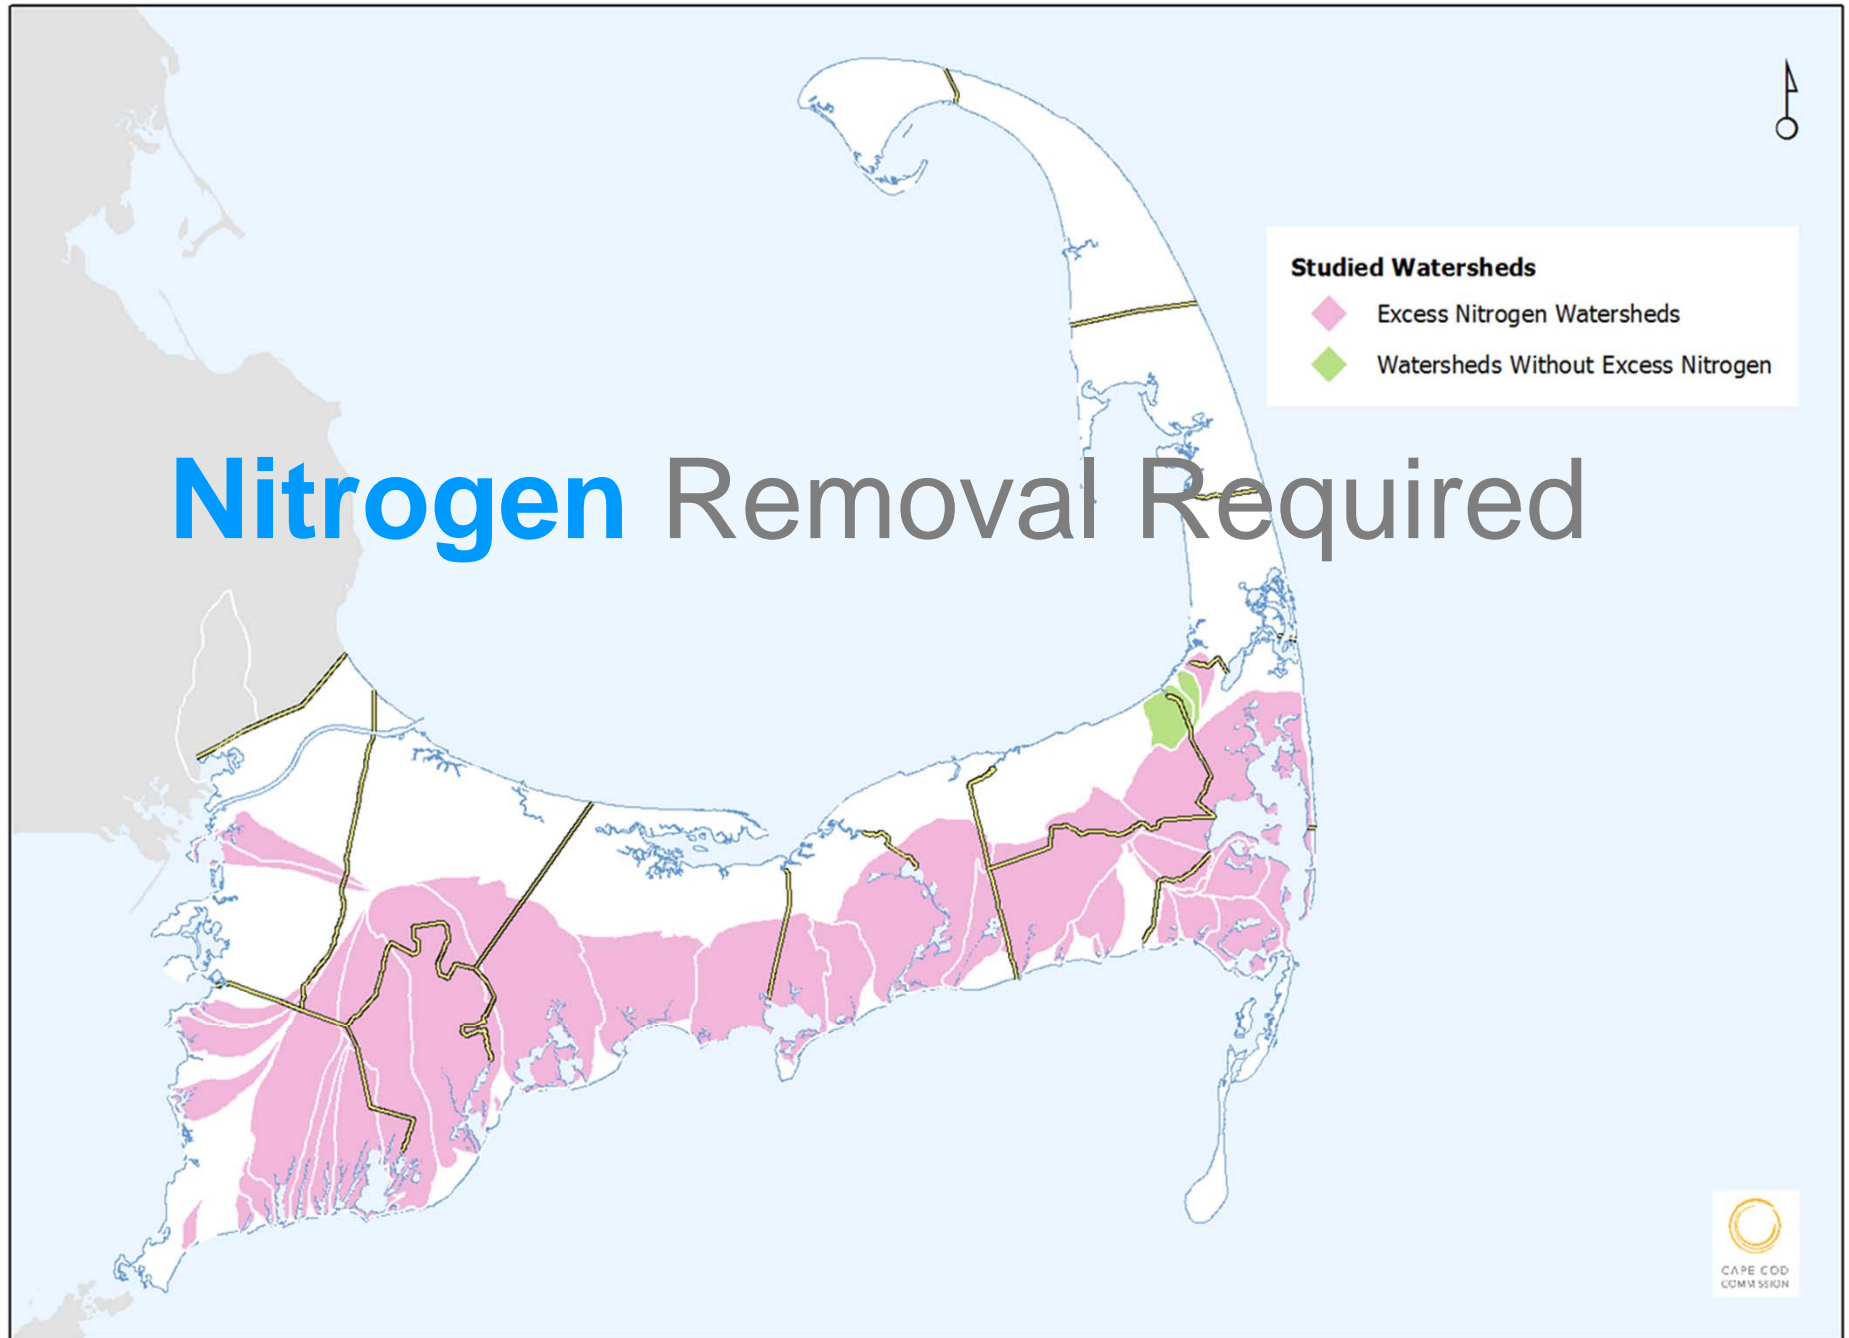 Studied Watersheds
Excess Nitrogen Watersheds
Watersheds Without Excess Nitrogen
Nitrogen Removal Required
CAPE COD
COMMISSION